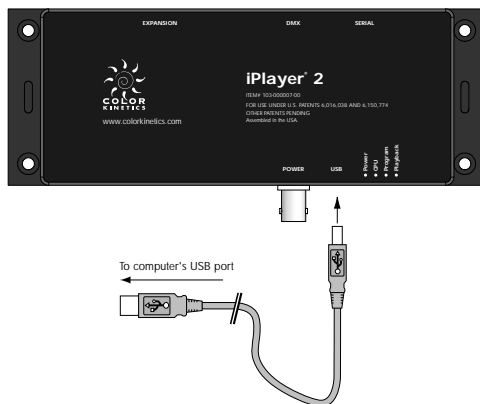 EXPANSION DMX SERIAL
COLOR
KINETICS
www.colorkinetics.com
iPlayer® 2
ITEM# 103-000007-00
FOR USE UNDER U.S. PATENTS 6,016,038 AND 6,150,774
OTHER PATENTS PENDING
Assembled in the USA.
POWER USB
Power
CPU
Program
Playback
To computer's USB port